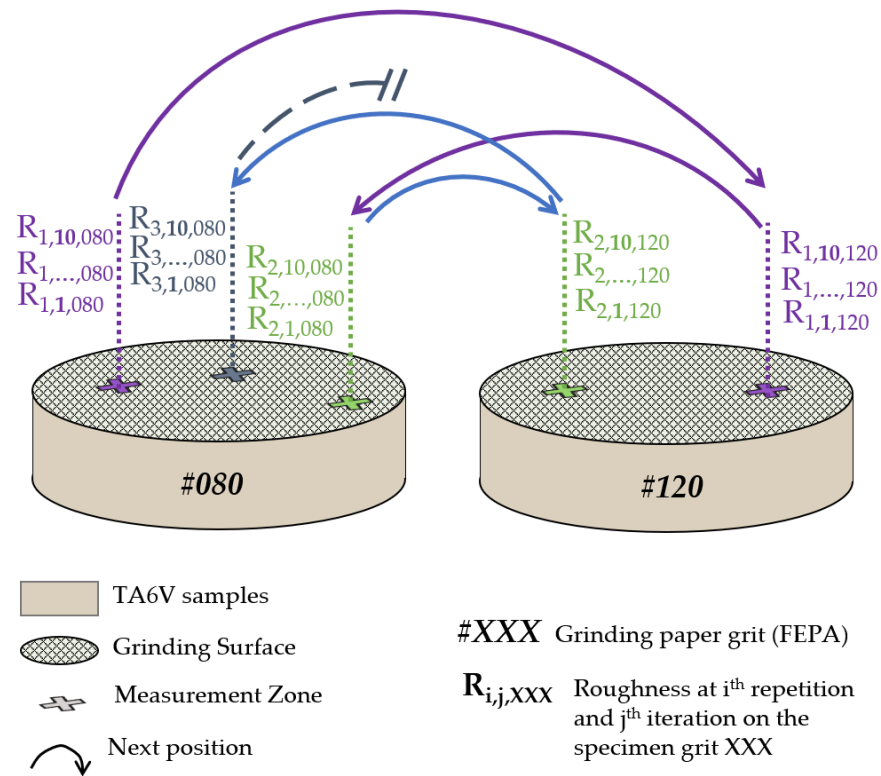 R1,10,080
R1,...,080
R1,1,080
R3,10,080
R3,...,080
R3,1,080
R2,10,080
R2,...,080
R2,1,080
R2,10,120
R2,...,120
R2,1,120
R1,10,120
R1,...,120
R1,1,120
#080
#120
TA6V samples
Grinding Surface
Measurement Zone
Next position
#XXX Grinding paper grit (FEPA)
Ri,j,XXX Roughness at ith repetition
and jth iteration on the
specimen grit XXX